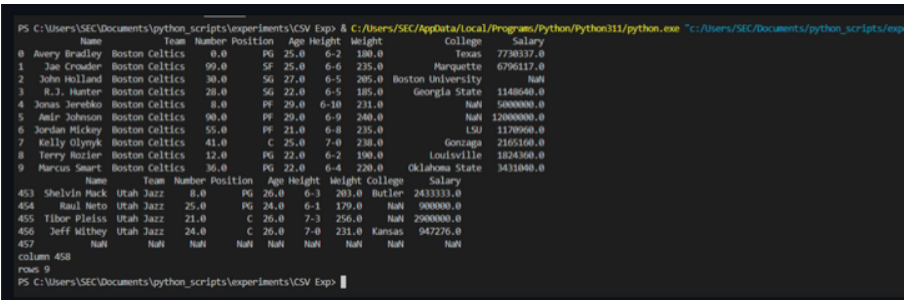 PS C:\Users\SEC\Documents\python_scripts\experiments\CSV Exp> & C:/Users/SEC/AppData/Local/Programs/Python/Python311/python.exe "c:/Users/SEC/Documents/python_scripts/exp
Name Team Number Position Age Height Weight College Salary
0 Avery Bradley Boston Celtics 0.0 PG 25.0 6-2 180.0 Texas 7730337.0
1 Jae Crowder Boston Celtics 99.0 SF 25.0 6-6 235.0 Marquette 6796117.0
2 John Holland Boston Celtics 30.0 SG 27.0 6-5 205.0 Boston University NaN
3 R.J. Hunter Boston Celtics 28.0 SG 22.0 6-5 185.0 Georgia State 1148640.0
4 Jonas Jerebko Boston Celtics 8.0 PF 29.0 6-10 231.0 NaN 5000000.0
5 Amir Johnson Boston Celtics 90.0 PF 29.0 6-9 240.0 NaN 12000000.0
6 Jordan Mickey Boston Celtics 55.0 PF 21.0 6-8 235.0 LSU 1170960.0
7 Kelly Olynyk Boston Celtics 41.0 C 25.0 7-0 238.0 Gonzaga 2165160.0
8 Terry Rozier Boston Celtics 12.0 PG 22.0 6-2 190.0 Louisville 1824360.0
9 Marcus Smart Boston Celtics 36.0 PG 22.0 6-4 220.0 Oklahoma State 3431040.0
Name Team Number Position Age Height Weight College Salary
453 Shelvin Mack Utah Jazz 8.0 PG 26.0 6-3 203.0 Butler 2433333.0
454 Raul Neto Utah Jazz 25.0 PG 24.0 6-1 179.0 NaN 900000.0
455 Tibor Pleiss Utah Jazz 21.0 C 26.0 7-3 256.0 NaN 2900000.0
456 Jeff Withey Utah Jazz 24.0 C 26.0 7-0 231.0 Kansas 947276.0
457 NaN NaN NaN NaN NaN NaN NaN NaN NaN
column 458
rows 9
PS C:\Users\SEC\Documents\python_scripts\experiments\CSV Exp>